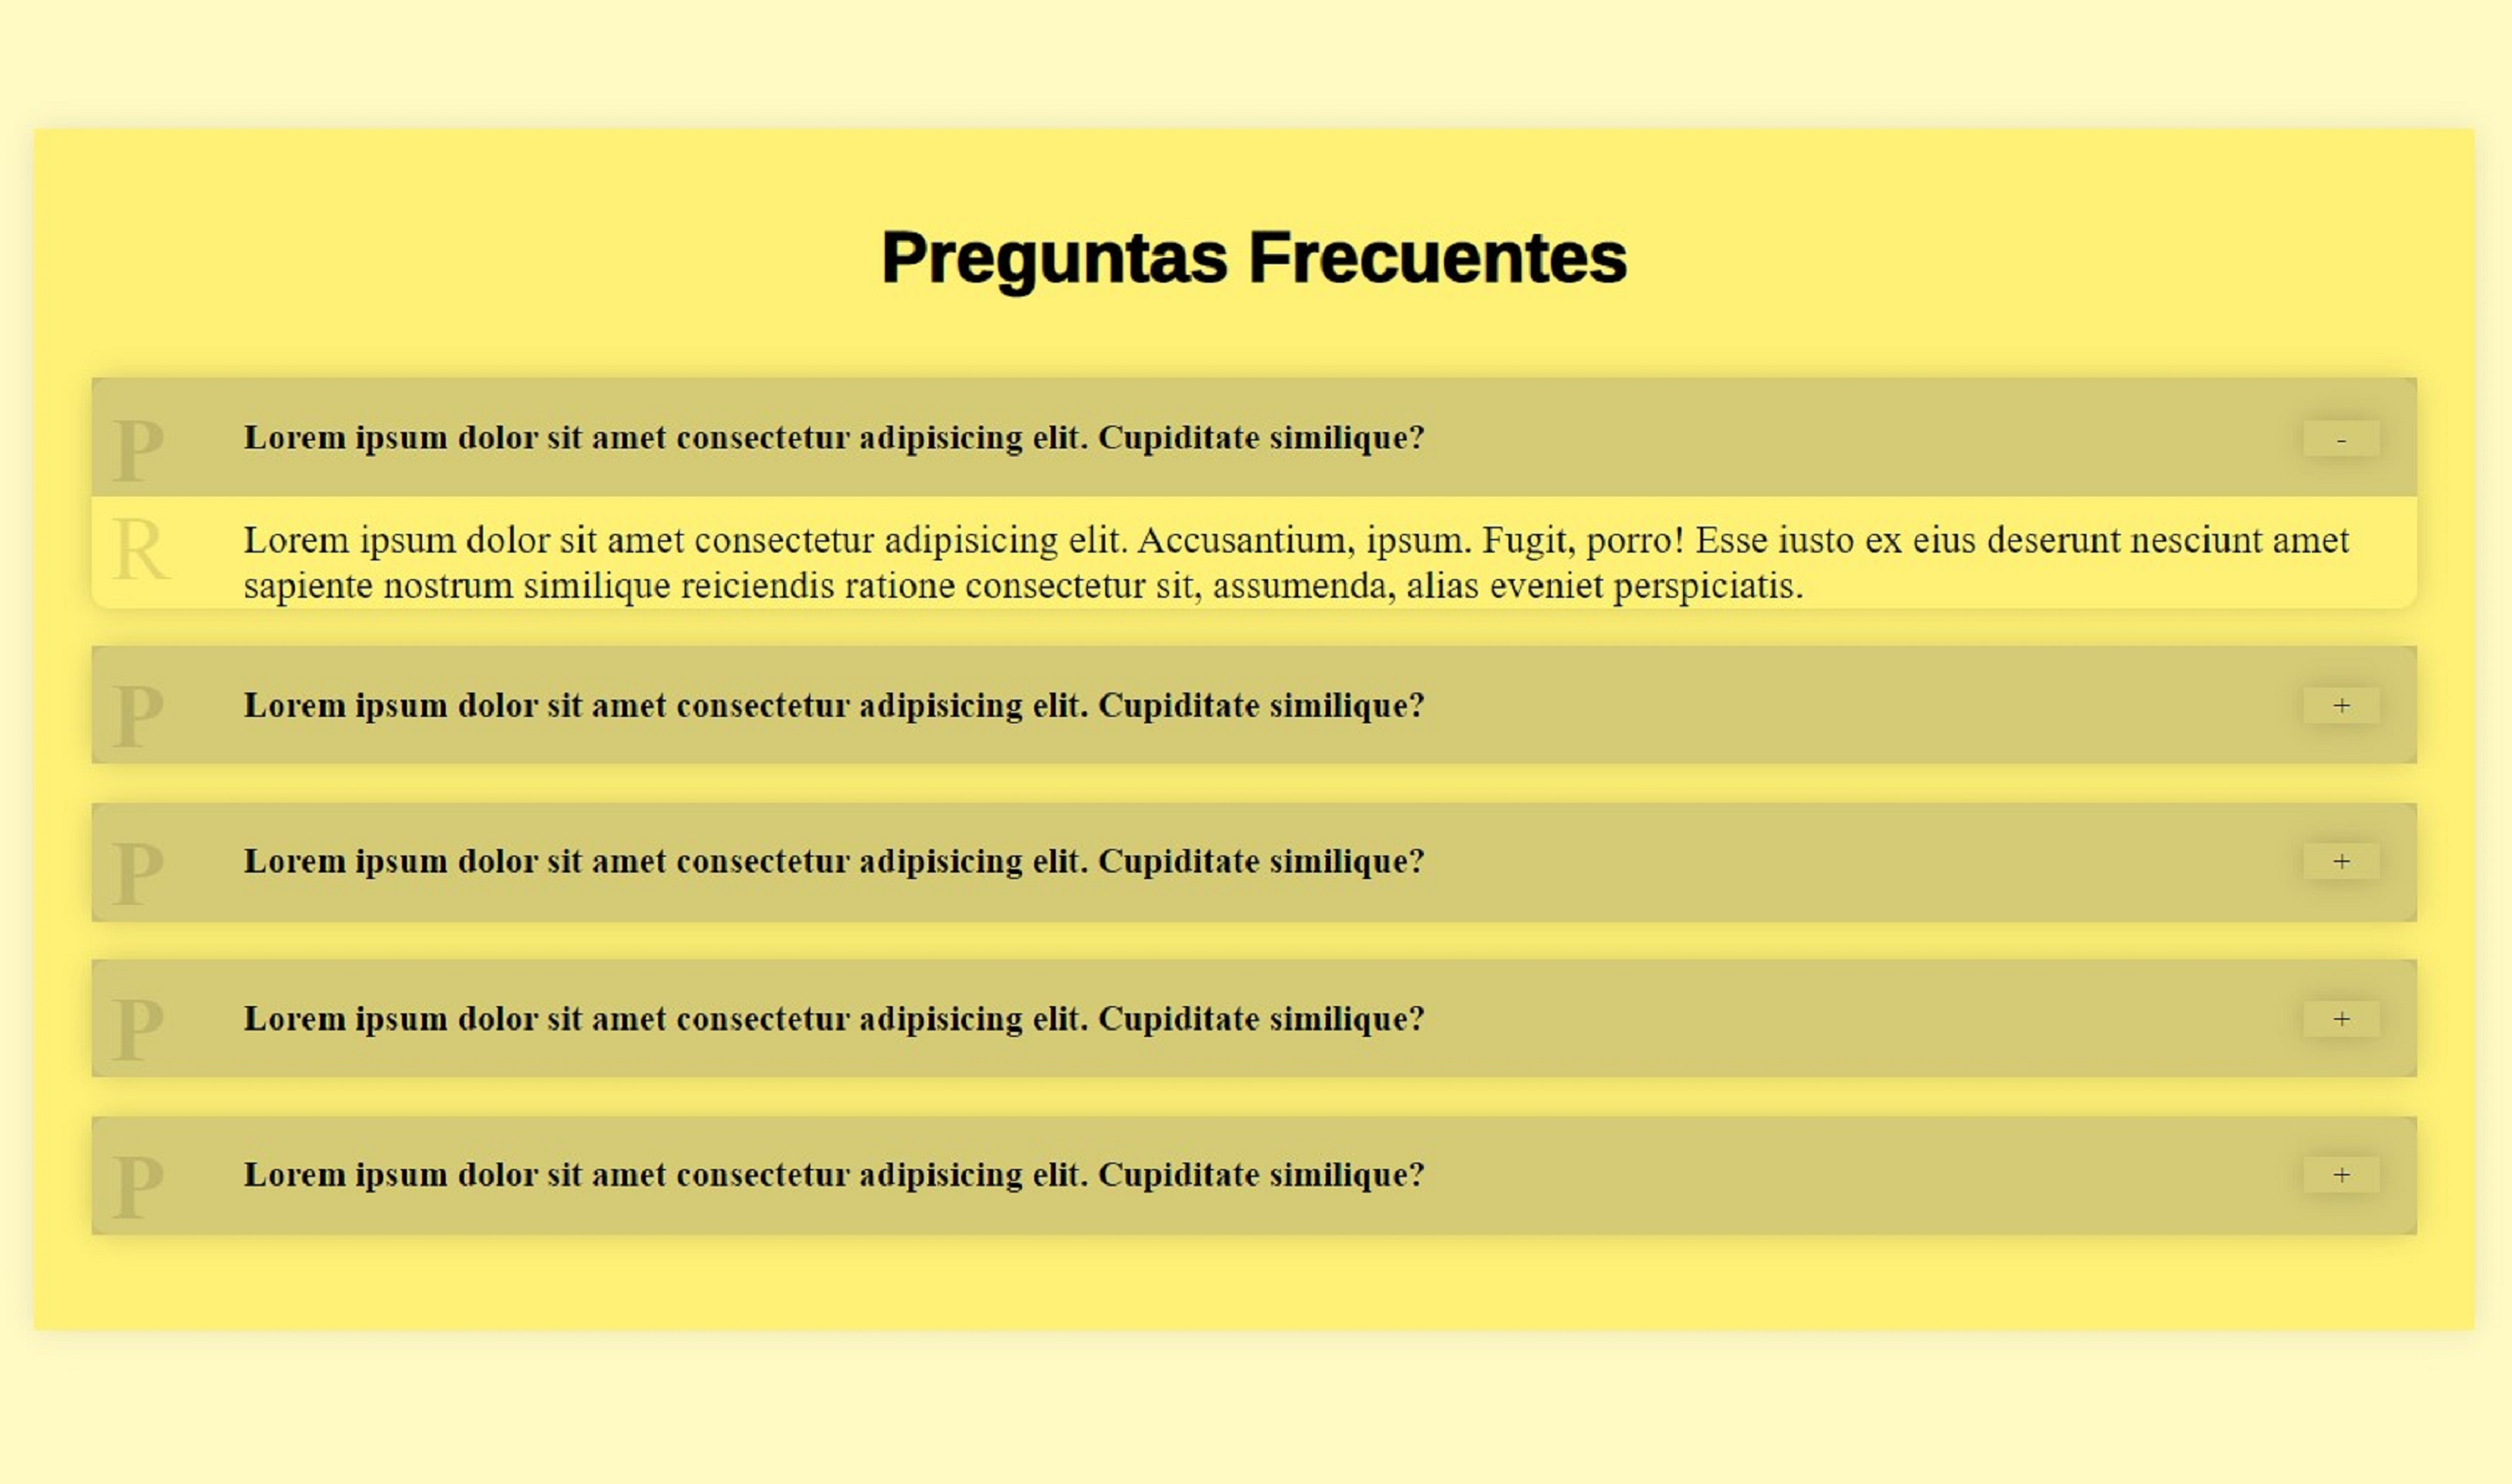 Preguntas Frecuentes
P Lorem ipsum dolor sit amet consectetur adipisicing elit. Cupiditate similique? -
R Lorem ipsum dolor sit amet consectetur adipisicing elit. Accusantium, ipsum. Fugit, porro! Esse iusto ex eius deserunt nesciunt amet
sapiente nostrum similique reiciendis ratione consectetur sit, assumenda, alias eveniet perspiciatis.
P Lorem ipsum dolor sit amet consectetur adipisicing elit. Cupiditate similique? +
P Lorem ipsum dolor sit amet consectetur adipisicing elit. Cupiditate similique? +
P Lorem ipsum dolor sit amet consectetur adipisicing elit. Cupiditate similique? +
P Lorem ipsum dolor sit amet consectetur adipisicing elit. Cupiditate similique? +